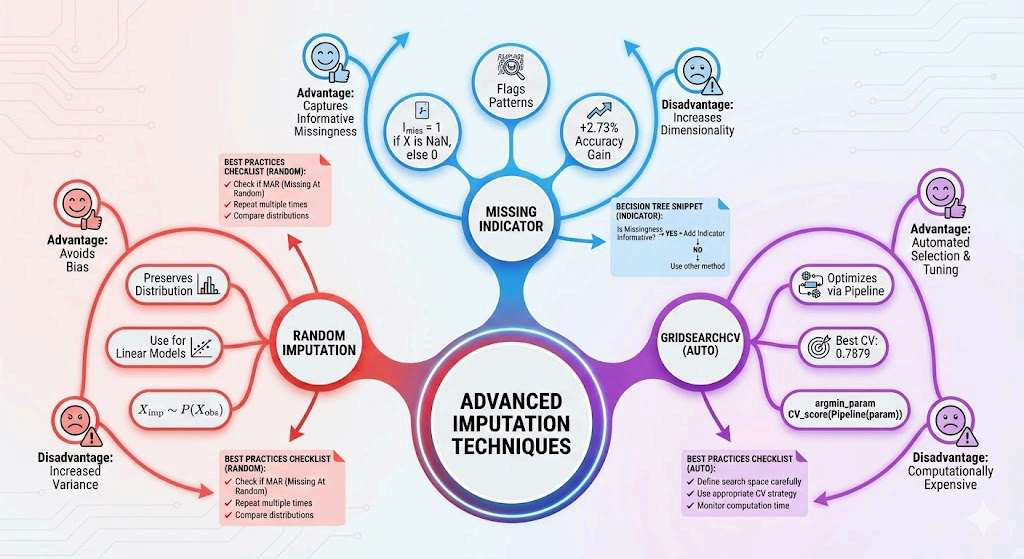 Advantage:
Captures
Informative
Missingness
Flags
Patterns
I_miss = 1
if X is NaN,
else 0
+2.73%
Accuracy
Gain
Disadvantage:
Increases
Dimensionality
MISSING
INDICATOR
BECISION TREE SNIPPET
(INDICATOR):
Is Missingness
Informative? → YES • Add Indicator
↓
NO
↓
Use other method
BEST PRACTICES
CHECKLIST (RANDOM):
✓ Check if MAR (Missing At
Random)
✓ Repeat multiple times
✓ Compare distributions
Advantage:
Avoids
Bias
Preserves
Distribution
Use for
Linear Models
X_imp ~ P(X_obs)
RANDOM
IMPUTATION
Disadvantage:
Increased
Variance
BEST PRACTICES CHECKLIST
(RANDOM):
✓ Check if MAR (Missing At
Random)
✓ Repeat multiple times
✓ Compare distributions
ADVANCED
IMPUTATION
TECHNIQUES
GRIDSEARCHCV
(AUTO)
Advantage:
Automated
Selection &
Tuning
Optimizes
via Pipeline
Best CV:
0.7879
argmin_param
CV_score(Pipeline(param))
Disadvantage:
Computationally
Expensive
BEST PRACTICES CHECKLIST
(AUTO):
✓ Define search space carefully
✓ Use appropriate CV strategy
✓ Monitor computation time